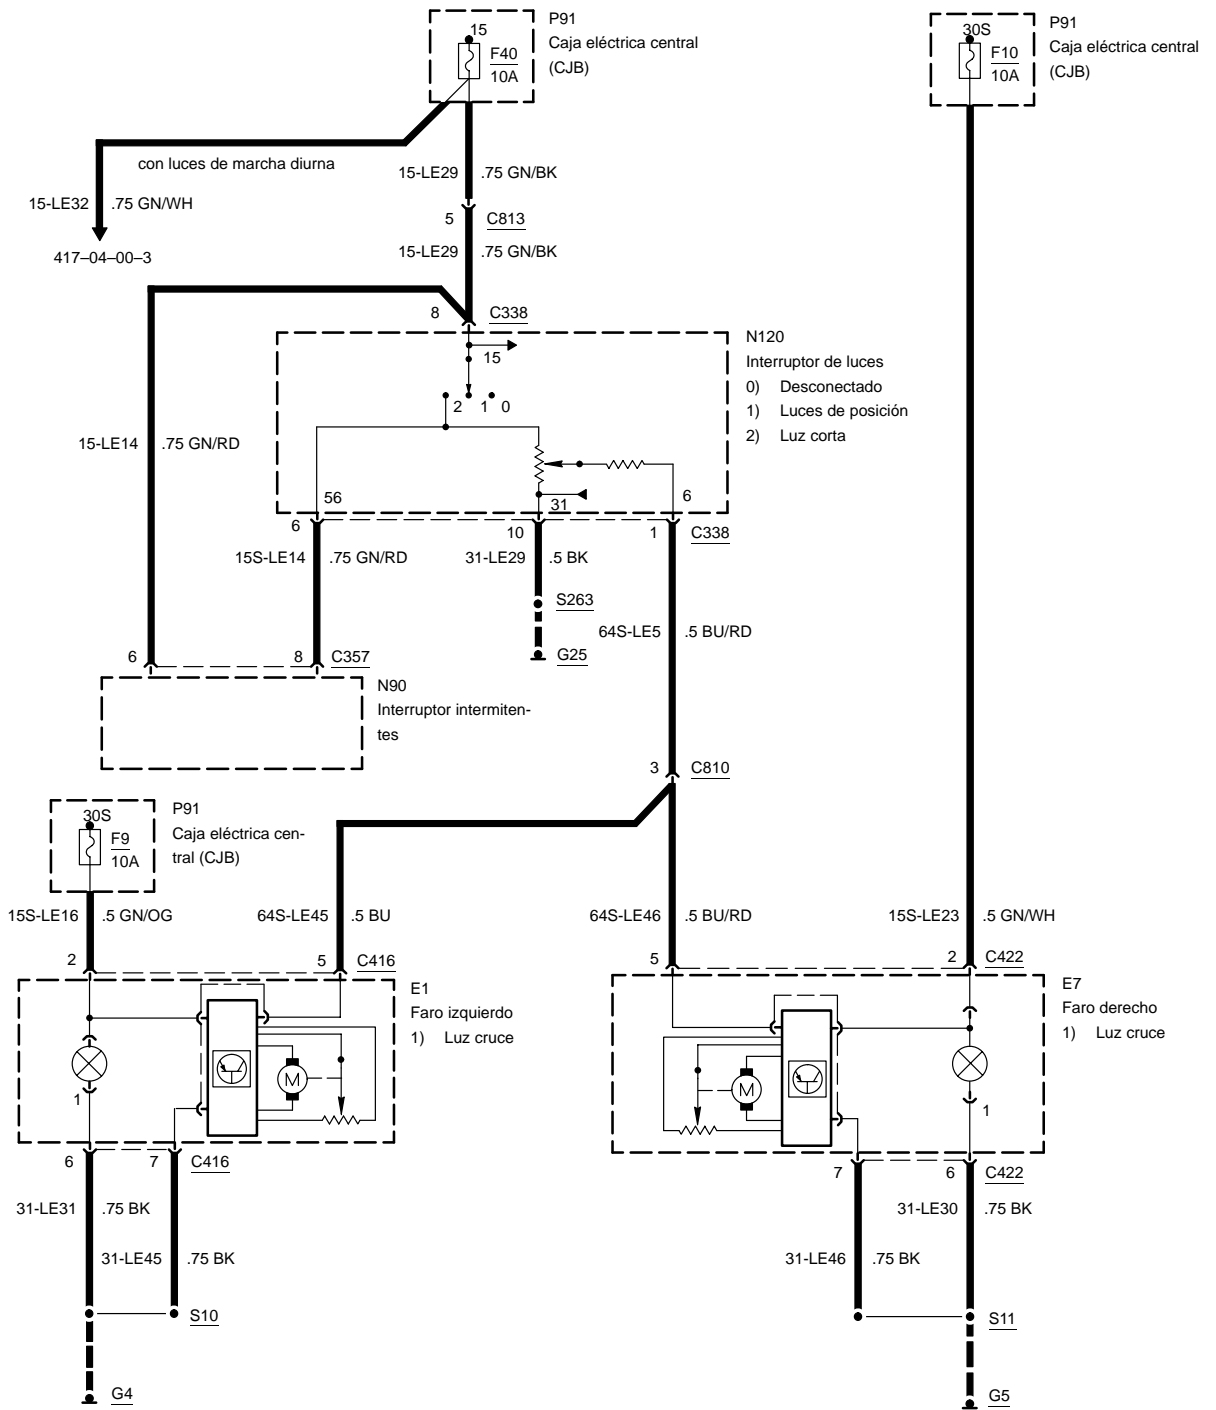 15
F40
10A
P91
Caja eléctrica central
(CJB)
30S
F10
10A
P91
Caja eléctrica central
(CJB)
con luces de marcha diurna
15-LE29 .75 GN/BK
15-LE32 .75 GN/WH
5 C813
417–04–00–3
15-LE29 .75 GN/BK
8 C338
N120
Interruptor de luces
0) Desconectado
1) Luces de posición
2) Luz corta
15
2 1 0
15-LE14 .75 GN/RD
56
31
6
6 10 1 C338
15S-LE14 .75 GN/RD
31-LE29 .5 BK
S263
64S-LE5 .5 BU/RD
G25
6 8 C357
N90
Interruptor intermiten-
tes
3 C810
30S
F9
10A
P91
Caja eléctrica cen-
tral (CJB)
15S-LE16 .5 GN/OG
64S-LE45 .5 BU
64S-LE46 .5 BU/RD
15S-LE23 .5 GN/WH
2 5 C416
5 2 C422
E1
Faro izquierdo
1) Luz cruce
E7
Faro derecho
1) Luz cruce
M
1
M
1
6 7 C416
7 6 C422
31-LE31 .75 BK
31-LE30 .75 BK
31-LE45 .75 BK
31-LE46 .75 BK
S10
S11
G4
G5